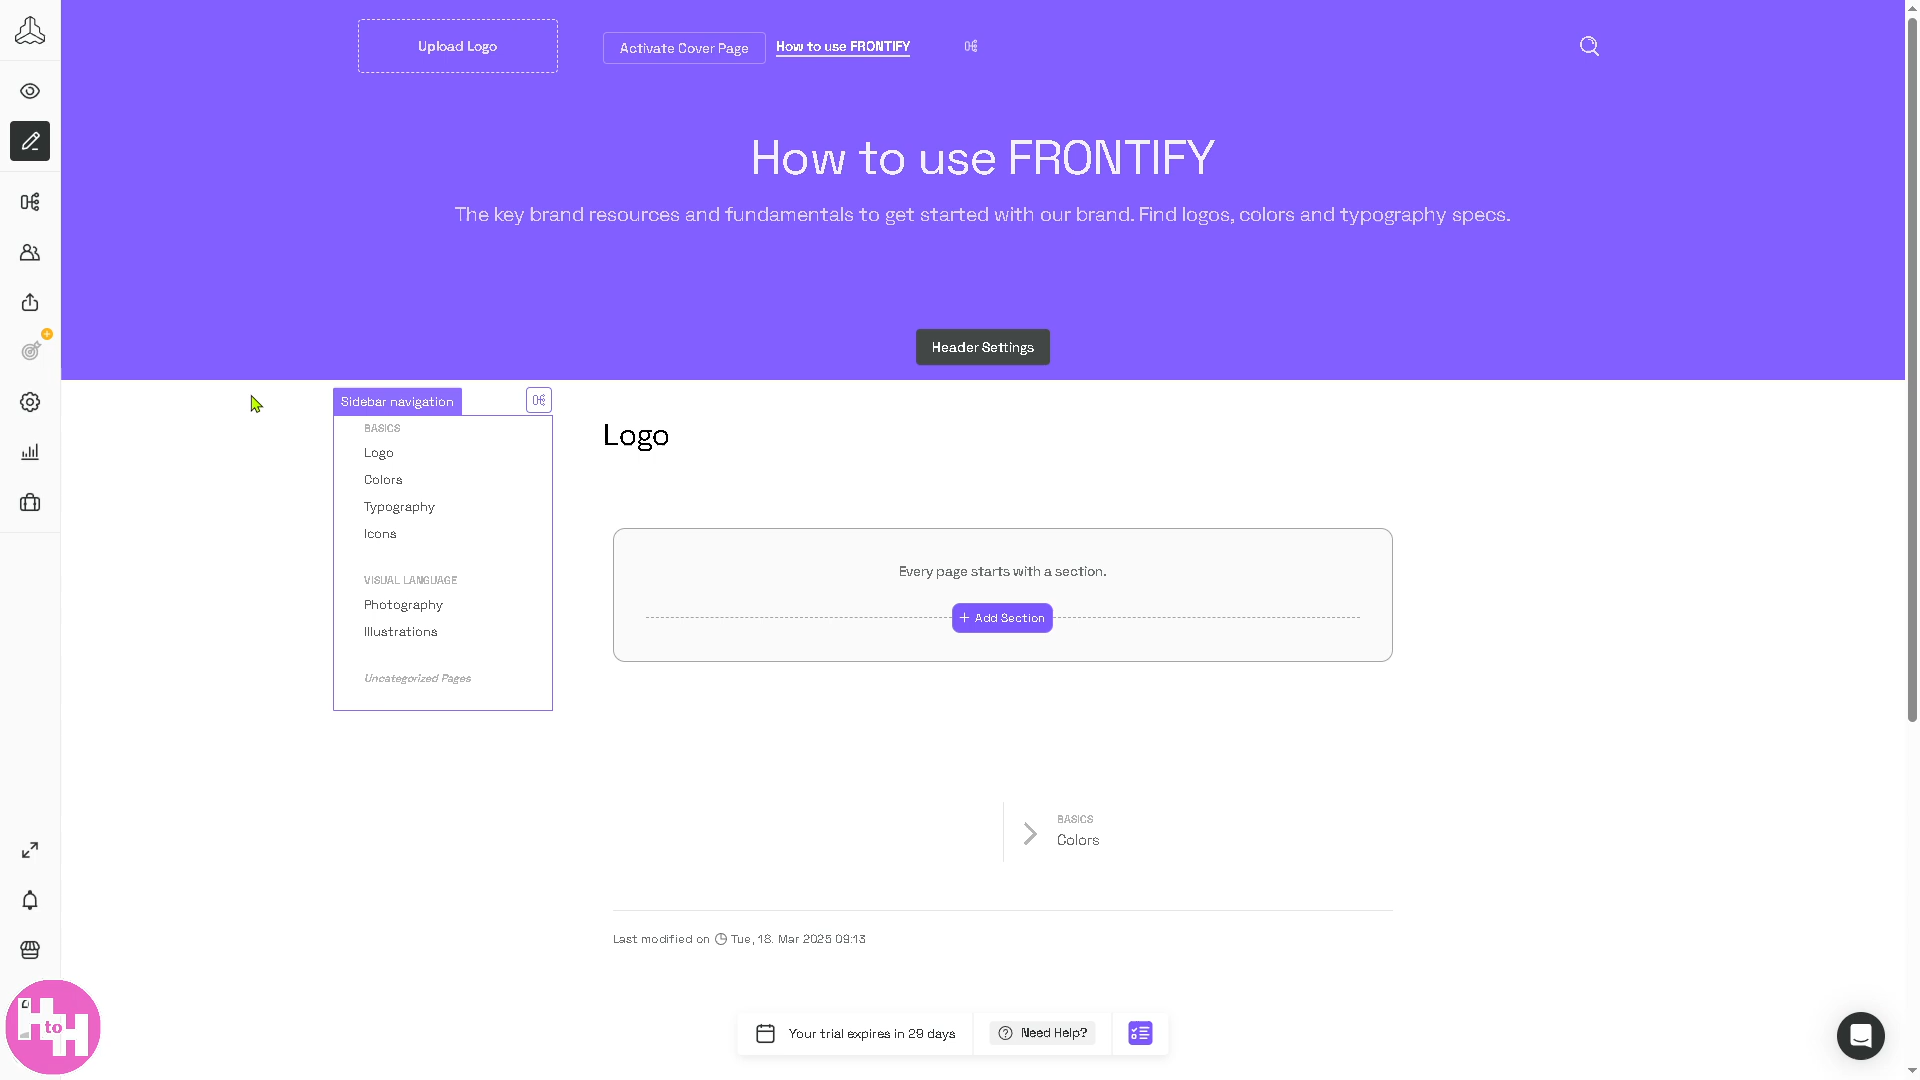 Upload Logo
Activate Cover Page
How to use FRONTIFY
How to use FRONTIFY
The key brand resources and fundamentals to get started with our brand. Find logos, colors and typography specs.
Header Settings
Sidebar navigation
BASICS
Logo
Colors
Typography
Icons
VISUAL LANGUAGE
Photography
Illustrations
Uncategorized Pages
Logo
Every page starts with a section.
+ Add Section
BASICS
Colors
Last modified on Tue, 18. Mar 2025 09:13
H to H
Your trial expires in 29 days
Need Help?